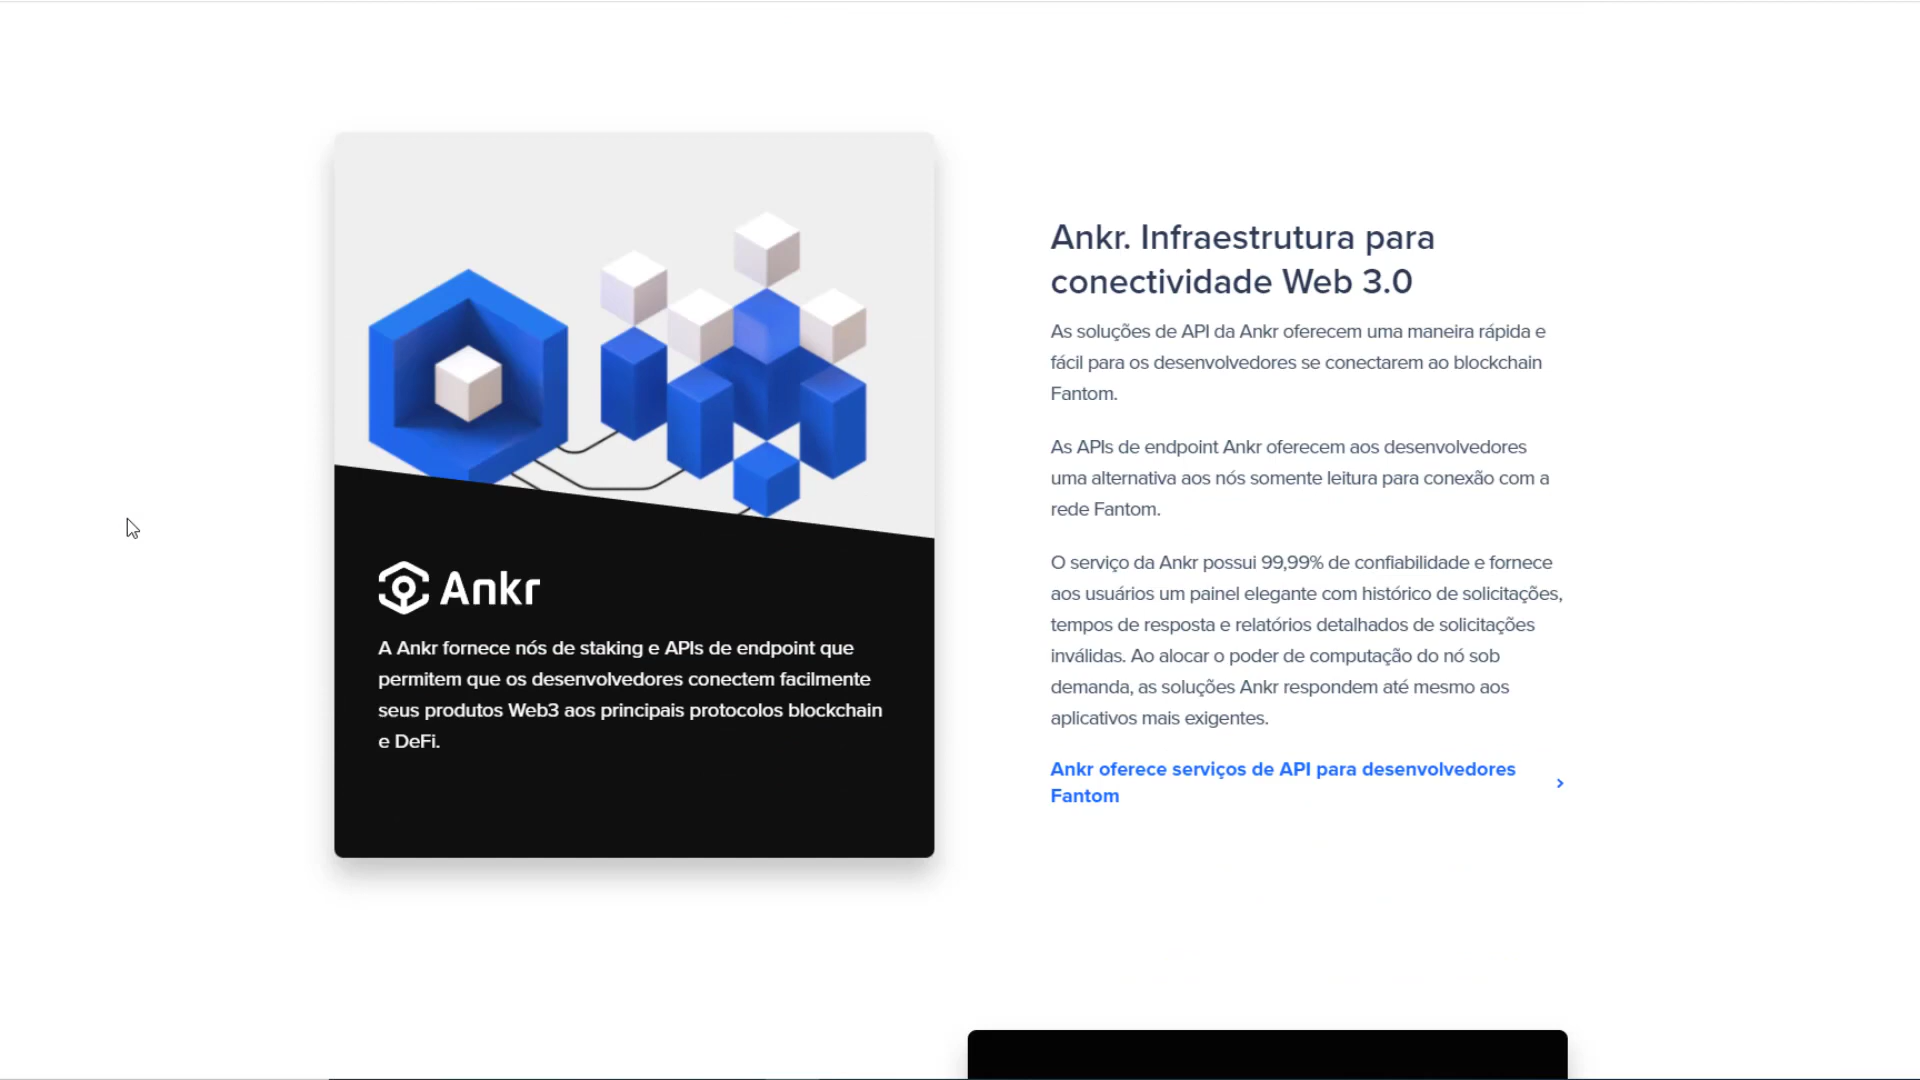 Ankr
A Ankr fornece nós de staking e APIs de endpoint que
permitem que os desenvolvedores conectem facilmente
seus produtos Web3 aos principais protocolos blockchain
e DeFi.
Ankr. Infraestrutura para
conectividade Web 3.0
As soluções de API da Ankr oferecem uma maneira rápida e
fácil para os desenvolvedores se conectarem ao blockchain
Fantom.
As APIs de endpoint Ankr oferecem aos desenvolvedores
uma alternativa aos nós somente leitura para conexão com a
rede Fantom.
O serviço da Ankr possui 99,99% de confiabilidade e fornece
aos usuários um painel elegante com histórico de solicitações,
tempos de resposta e relatórios detalhados de solicitações
inválidas. Ao alocar o poder de computação do nó sob
demanda, as soluções Ankr respondem até mesmo aos
aplicativos mais exigentes.
Ankr oferece serviços de API para desenvolvedores
Fantom